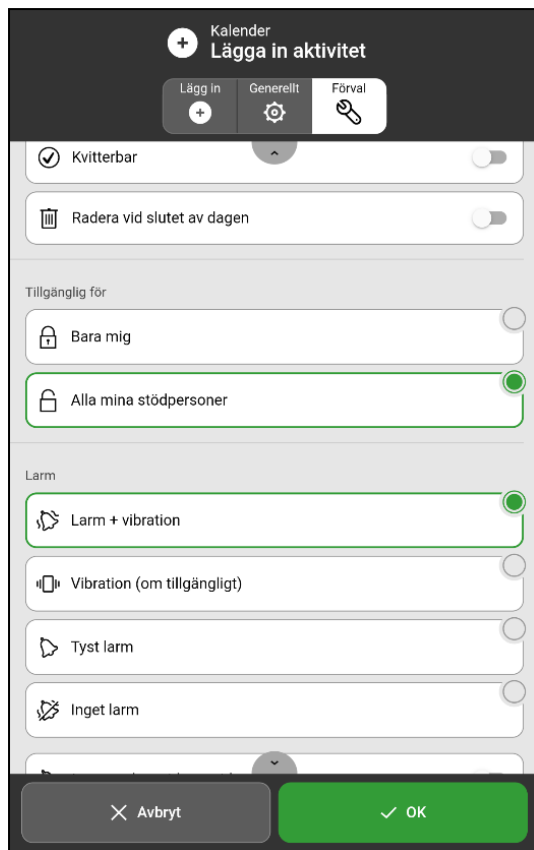 Kalender
Lägga in aktivitet
Lägg in
Generellt
Förval
Kvitterbar
Radera vid slutet av dagen
Tillgänglig för
Bara mig
Alla mina stödpersoner
Larm
Larm + vibration
Vibration (om tillgängligt)
Tyst larm
Inget larm
Avbryt
OK